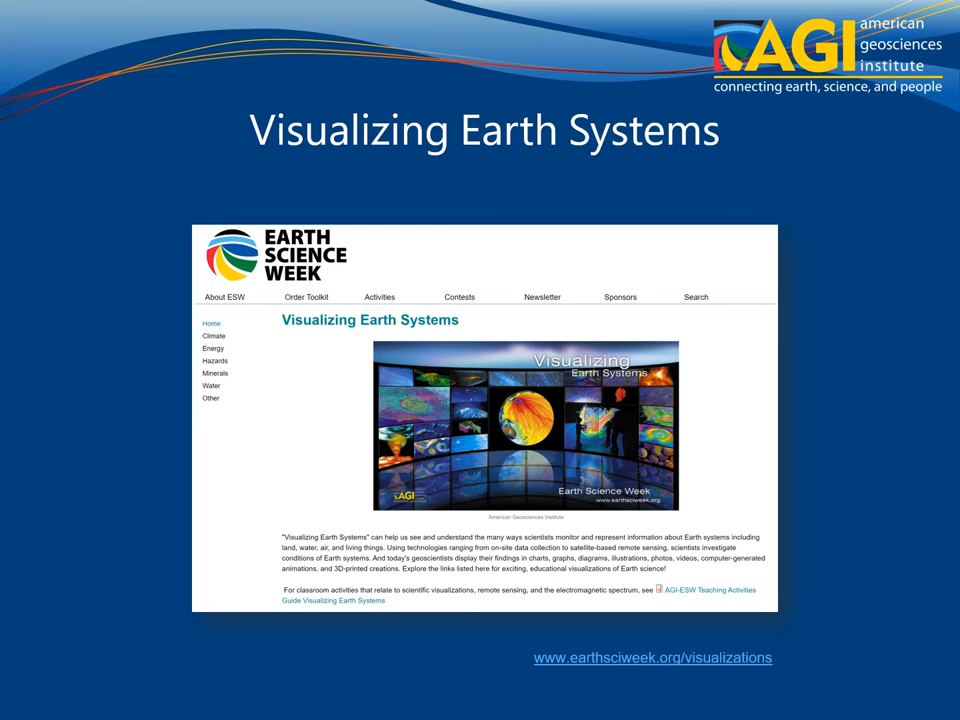 AGI american
geosciences
institute
connecting earth, science, and people
Visualizing Earth Systems
EARTH
SCIENCE
WEEK
About ESW Order Toolkit Activities Contests Newsletter Sponsors Search
Home
Climate
Energy
Hazards
Minerals
Water
Other
Visualizing Earth Systems
Visualizing
Earth Systems
AGI
Earth Science Week
www.earthsciweek.org
American Geosciences Institute
"Visualizing Earth Systems" can help us see and understand the many ways scientists monitor and represent information about Earth systems including
land, water, air, and living things. Using technologies ranging from on-site data collection to satellite-based remote sensing, scientists investigate
conditions of Earth systems. And today's geoscientists display their findings in charts, graphs, diagrams, illustrations, photos, videos, computer-generated
animations, and 3D-printed creations. Explore the links listed here for exciting, educational visualizations of Earth science!
For classroom activities that relate to scientific visualizations, remote sensing, and the electromagnetic spectrum, see AGI-ESW Teaching Activities
Guide Visualizing Earth Systems
www.earthsciweek.org/visualizations